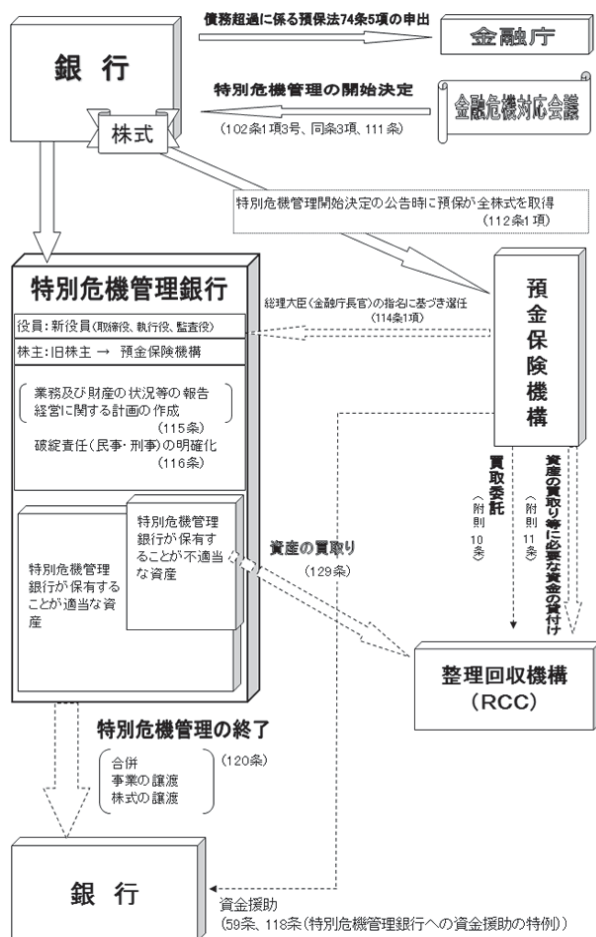 債務超過に係る預保法74条5項の申出
銀 行
金融庁
特別危機管理の開始決定
金融危機対応会議
(102条1項3号、同条3項、111条)
株式
特別危機管理開始決定の公告時に預保が全株式を取得
(112条1項)
特別危機管理銀行
役員:新役員(取締役、執行役、監査役)
株主:旧株主 → 預金保険機構
業務及び財産の状況等の報告
経営に関する計画の作成
(115条)
破綻責任(民事・刑事)の明確化
(116条)
総理大臣(金融庁長官)の指名に基づき選任
(114条1項)
預金保険機構
買取委託
(附則10条)
資産の買取り等に必要な資金の貸付け
(附則11条)
特別危機管理
銀行が保有す
ることが不適当
な資産
特別危機管理
銀行が保有する
ことが適当な資
産
資産の買取り
(129条)
整理回収機構
(RCC)
特別危機管理の終了
(120条)
合併
事業の譲渡
株式の譲渡
銀 行
資金援助
(59条、118条(特別危機管理銀行への資金援助の特例))